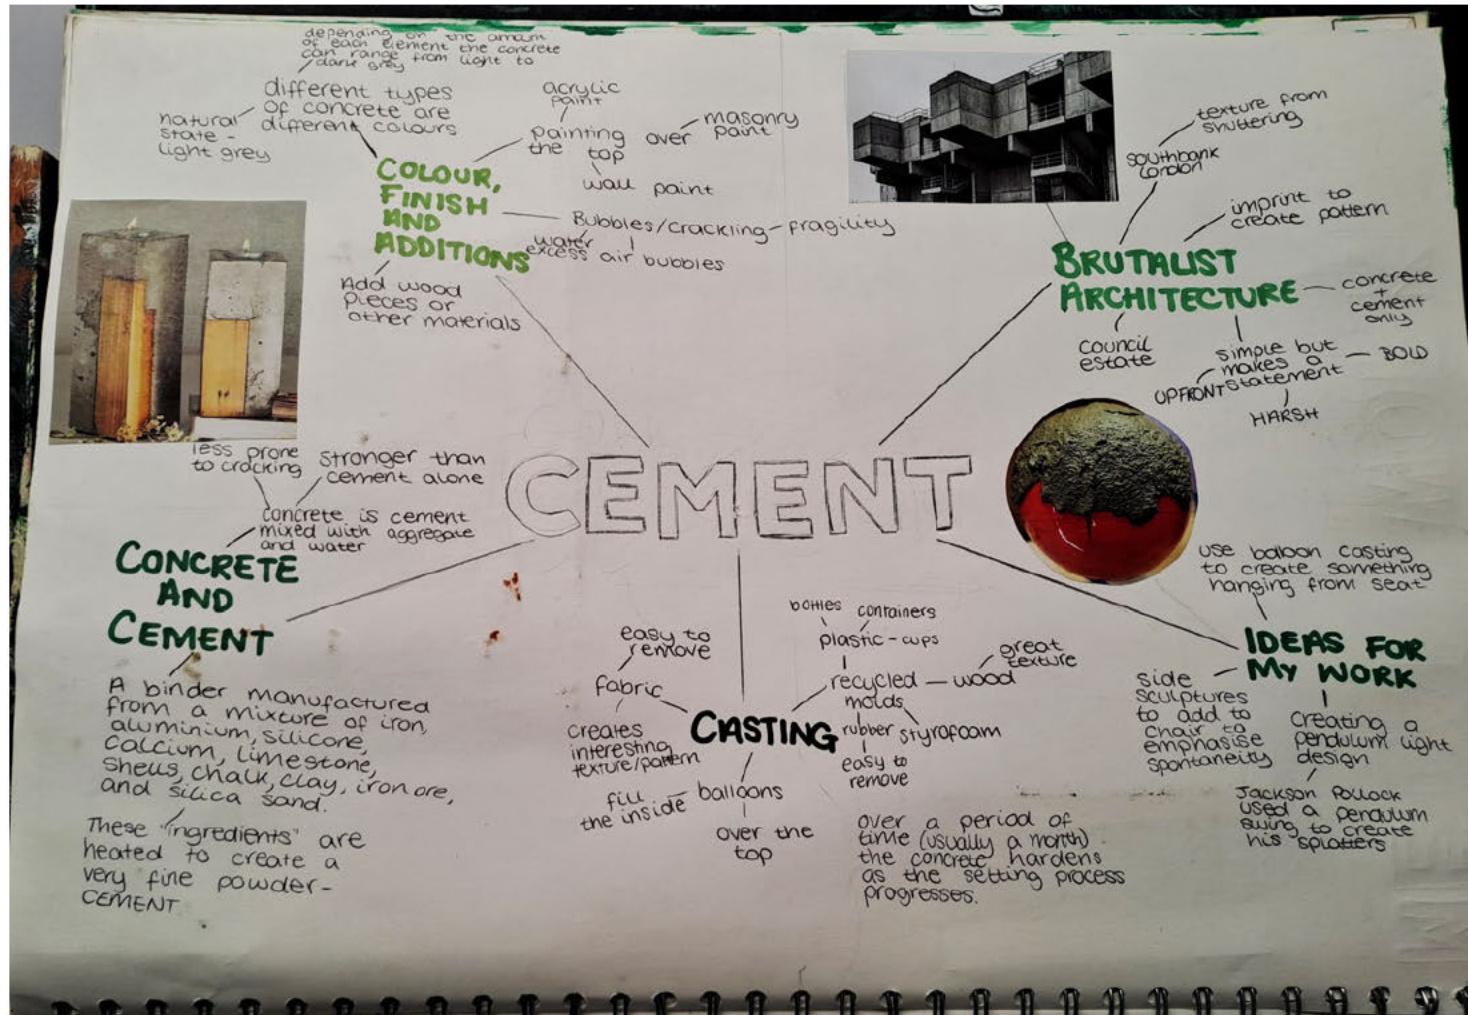 depending on the amount
of each element the concrete
can range from light to
dark grey
different types
of concrete are
different colours
natural
state -
light grey
acrylic
paint
painting over
the top
masonry
paint
wall paint
COLOUR,
FINISH
AND
ADDITIONS
Bubbles/crackling - fragility
water
excess air bubbles
Add wood
pieces or
other materials
texture from
shuttering
southbank
London
imprint to
create pattern
BRUTALIST
ARCHITECTURE
concrete
+
cement
only
council
estate
simple but
makes a
statement
BOLD
UPFRONT
HARSH
CEMENT
less prone
to cracking
stronger than
cement alone
concrete is cement
mixed with aggregate
and water
CONCRETE
AND
CEMENT
A binder manufactured
from a mixture of iron,
aluminium, silicone,
calcium, limestone,
shells, chalk, clay, iron ore,
and silica sand.
These "ingredients" are
heated to create a
very fine powder-
CEMENT
easy to
remove
fabric
creates
interesting
texture/pattern
CASTING
bottles containers
plastic - cups
recycled
molds
wood
great
texture
rubber
styrofoam
easy to
remove
balloons
fill
the inside
over the
top
over a period of
time (usually a month)
the concrete hardens
as the setting process
progresses.
use balloon casting
to create something
hanging from seat
IDEAS FOR
MY WORK
side
sculptures
to add to
chair to
emphasise
spontaneity
creating a
pendulum light
design
Jackson Pollock
used a pendulum
swing to create
his splatters